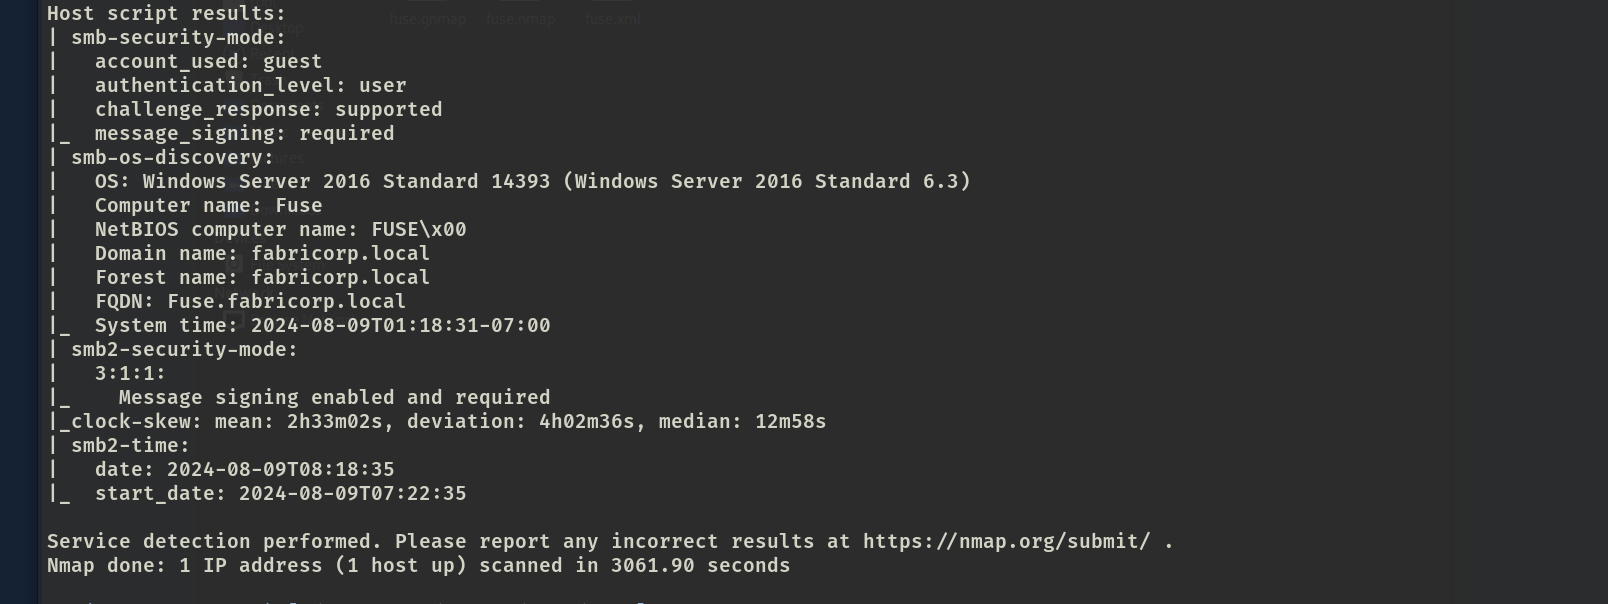 Host script results:
| smb-security-mode:
|   account_used: guest
|   authentication_level: user
|   challenge_response: supported
|_  message_signing: required
| smb-os-discovery:
|   OS: Windows Server 2016 Standard 14393 (Windows Server 2016 Standard 6.3)
|   Computer name: Fuse
|   NetBIOS computer name: FUSE\x00
|   Domain name: fabricorp.local
|   Forest name: fabricorp.local
|   FQDN: Fuse.fabricorp.local
|_  System time: 2024-08-09T01:18:31-07:00
| smb2-security-mode:
|   3:1:1:
|_    Message signing enabled and required
|_clock-skew: mean: 2h33m02s, deviation: 4h02m36s, median: 12m58s
| smb2-time:
|   date: 2024-08-09T08:18:35
|_  start_date: 2024-08-09T07:22:35
Service detection performed. Please report any incorrect results at https://nmap.org/submit/ .
Nmap done: 1 IP address (1 host up) scanned in 3061.90 seconds
fuse.gnmap fuse.nmap fuse.xml